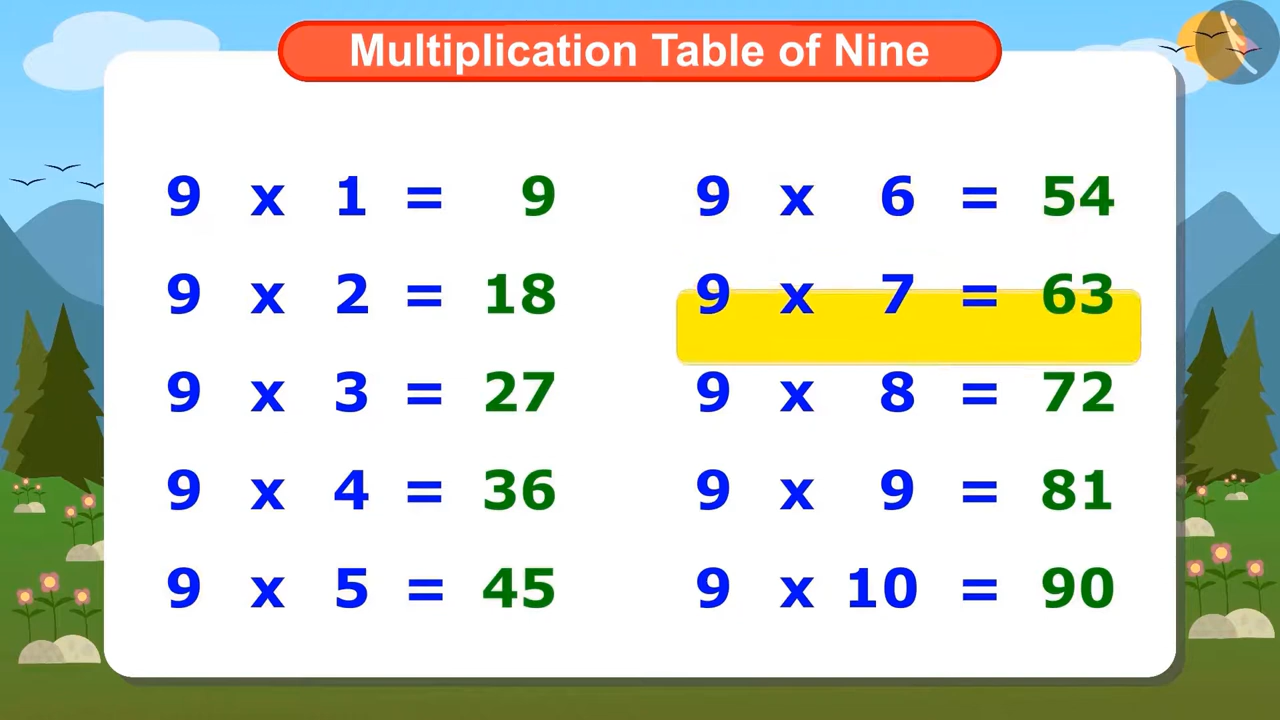 Multiplication Table of Nine
9 x 1 = 9
9 x 2 = 18
9 x 3 = 27
9 x 4 = 36
9 x 5 = 45
9 x 6 = 54
9 x 7 = 63
9 x 8 = 72
9 x 9 = 81
9 x 10 = 90